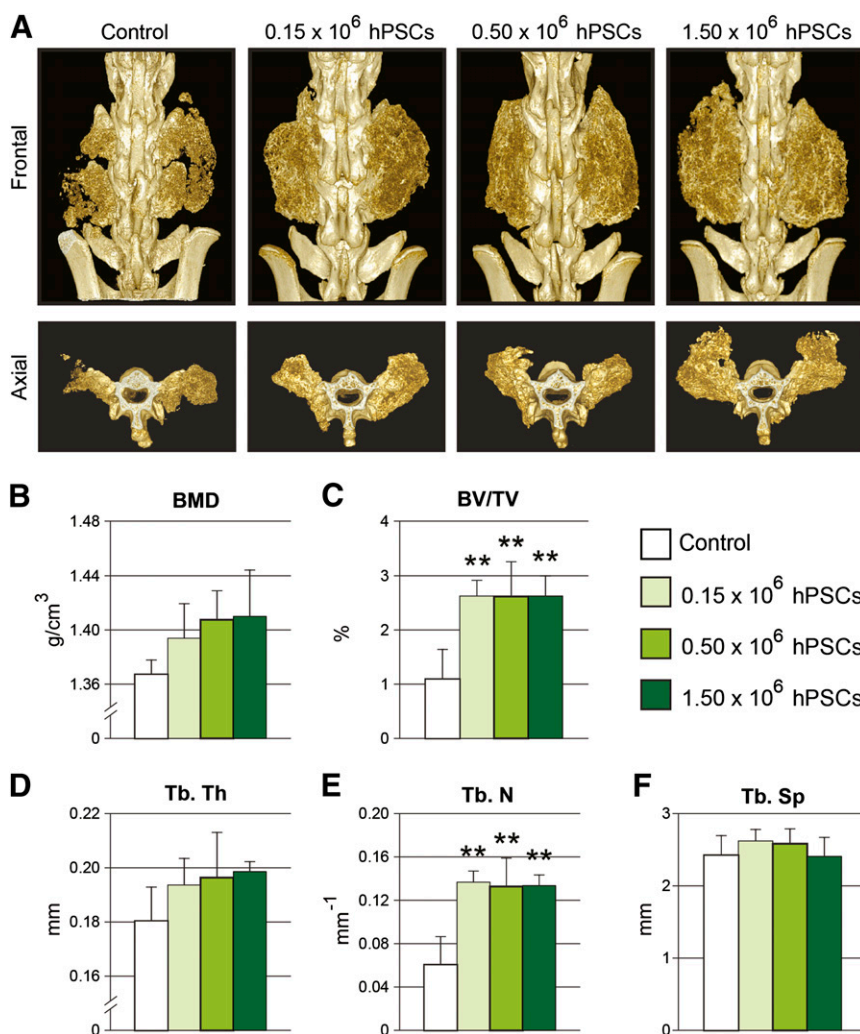 A
Control
0.15 x 10⁶ hPSCs
0.50 x 10⁶ hPSCs
1.50 x 10⁶ hPSCs
Frontal
Axial
B
BMD
g/cm³
1.48
1.44
1.40
1.36
0
C
BV/TV
%
4
3
2
1
0
**
**
**
Control
0.15 x 10⁶ hPSCs
0.50 x 10⁶ hPSCs
1.50 x 10⁶ hPSCs
D
Tb. Th
mm
0.22
0.20
0.18
0.16
0
E
Tb. N
mm⁻¹
0.20
0.16
0.12
0.08
0.04
0
**
**
**
F
Tb. Sp
mm
3
2
1
0